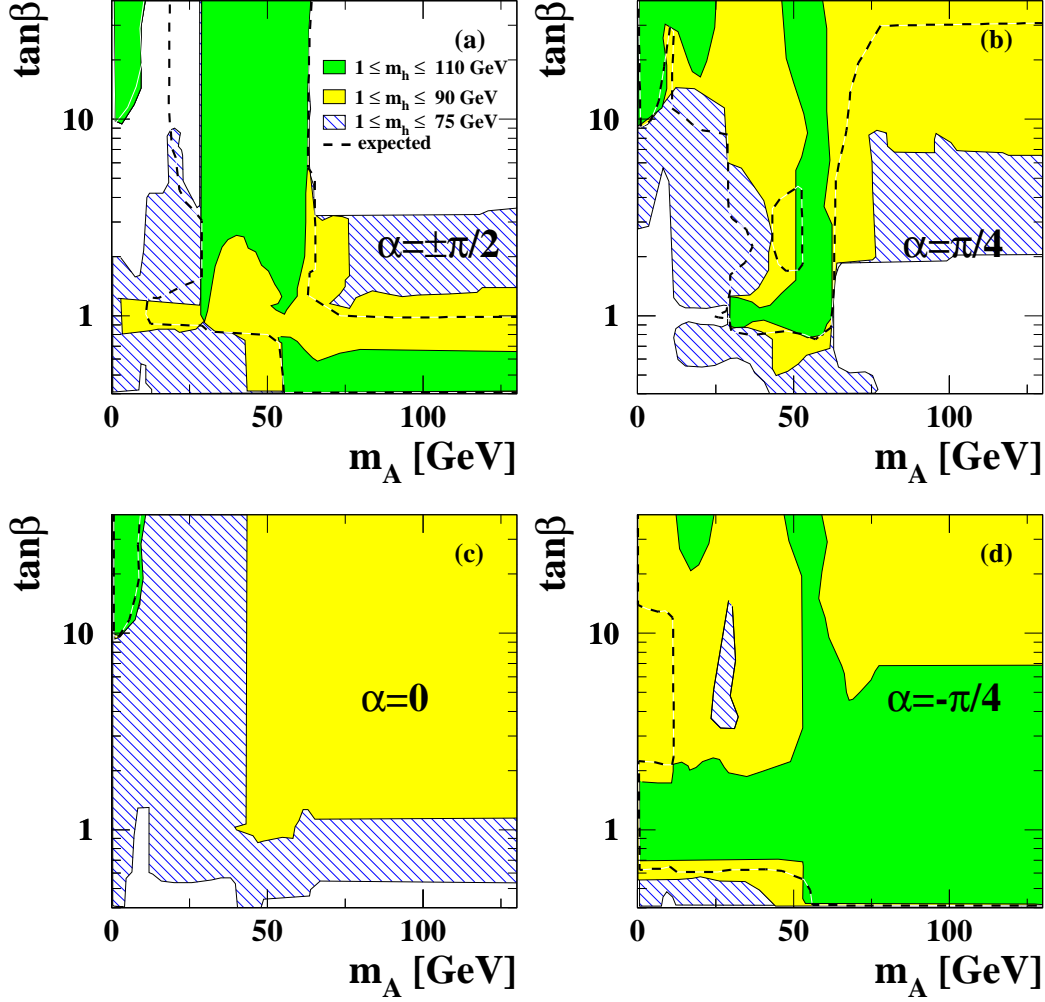 tanβ
(a)
1 ≤ m_h ≤ 110 GeV
1 ≤ m_h ≤ 90 GeV
1 ≤ m_h ≤ 75 GeV
expected
10
1
α=±π/2
0 50 100
m_A [GeV]
tanβ
(b)
10
1
α=π/4
0 50 100
m_A [GeV]
tanβ
(c)
10
1
α=0
0 50 100
m_A [GeV]
tanβ
(d)
10
1
α=-π/4
0 50 100
m_A [GeV]